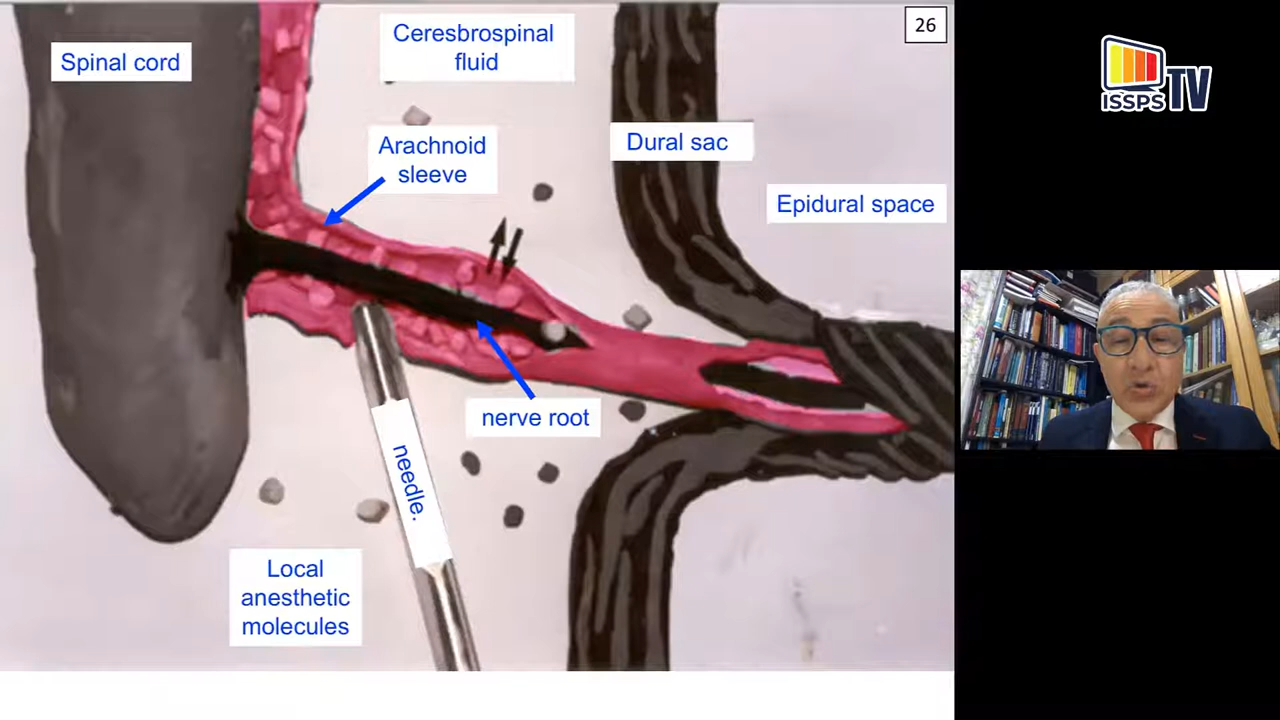 Spinal cord
Ceresbrospinal
fluid
26
ISSPS TV
Arachnoid
sleeve
Dural sac
Epidural space
nerve root
needle.
Local
anesthetic
molecules